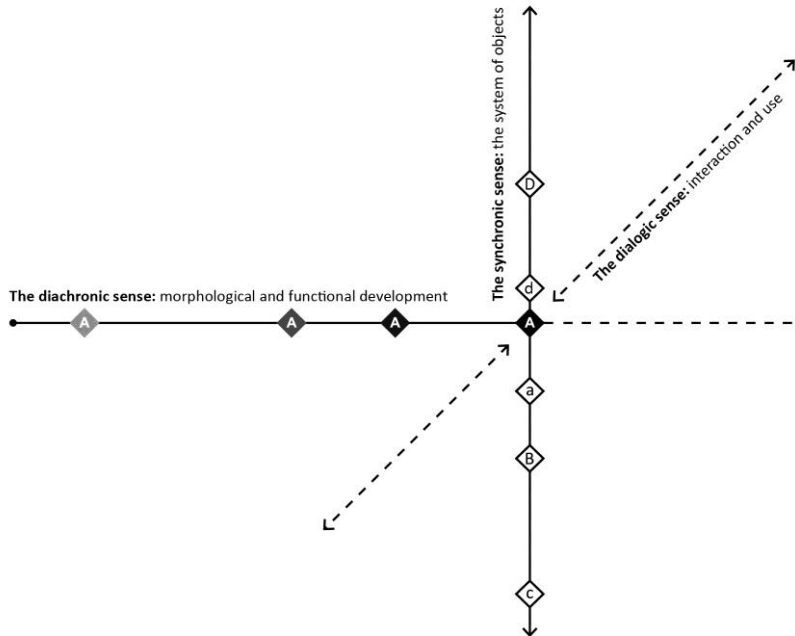 The synchronic sense: the system of objects
The dialogic sense: interaction and use
D
d
The diachronic sense: morphological and functional development
A
A
A
A
a
B
c